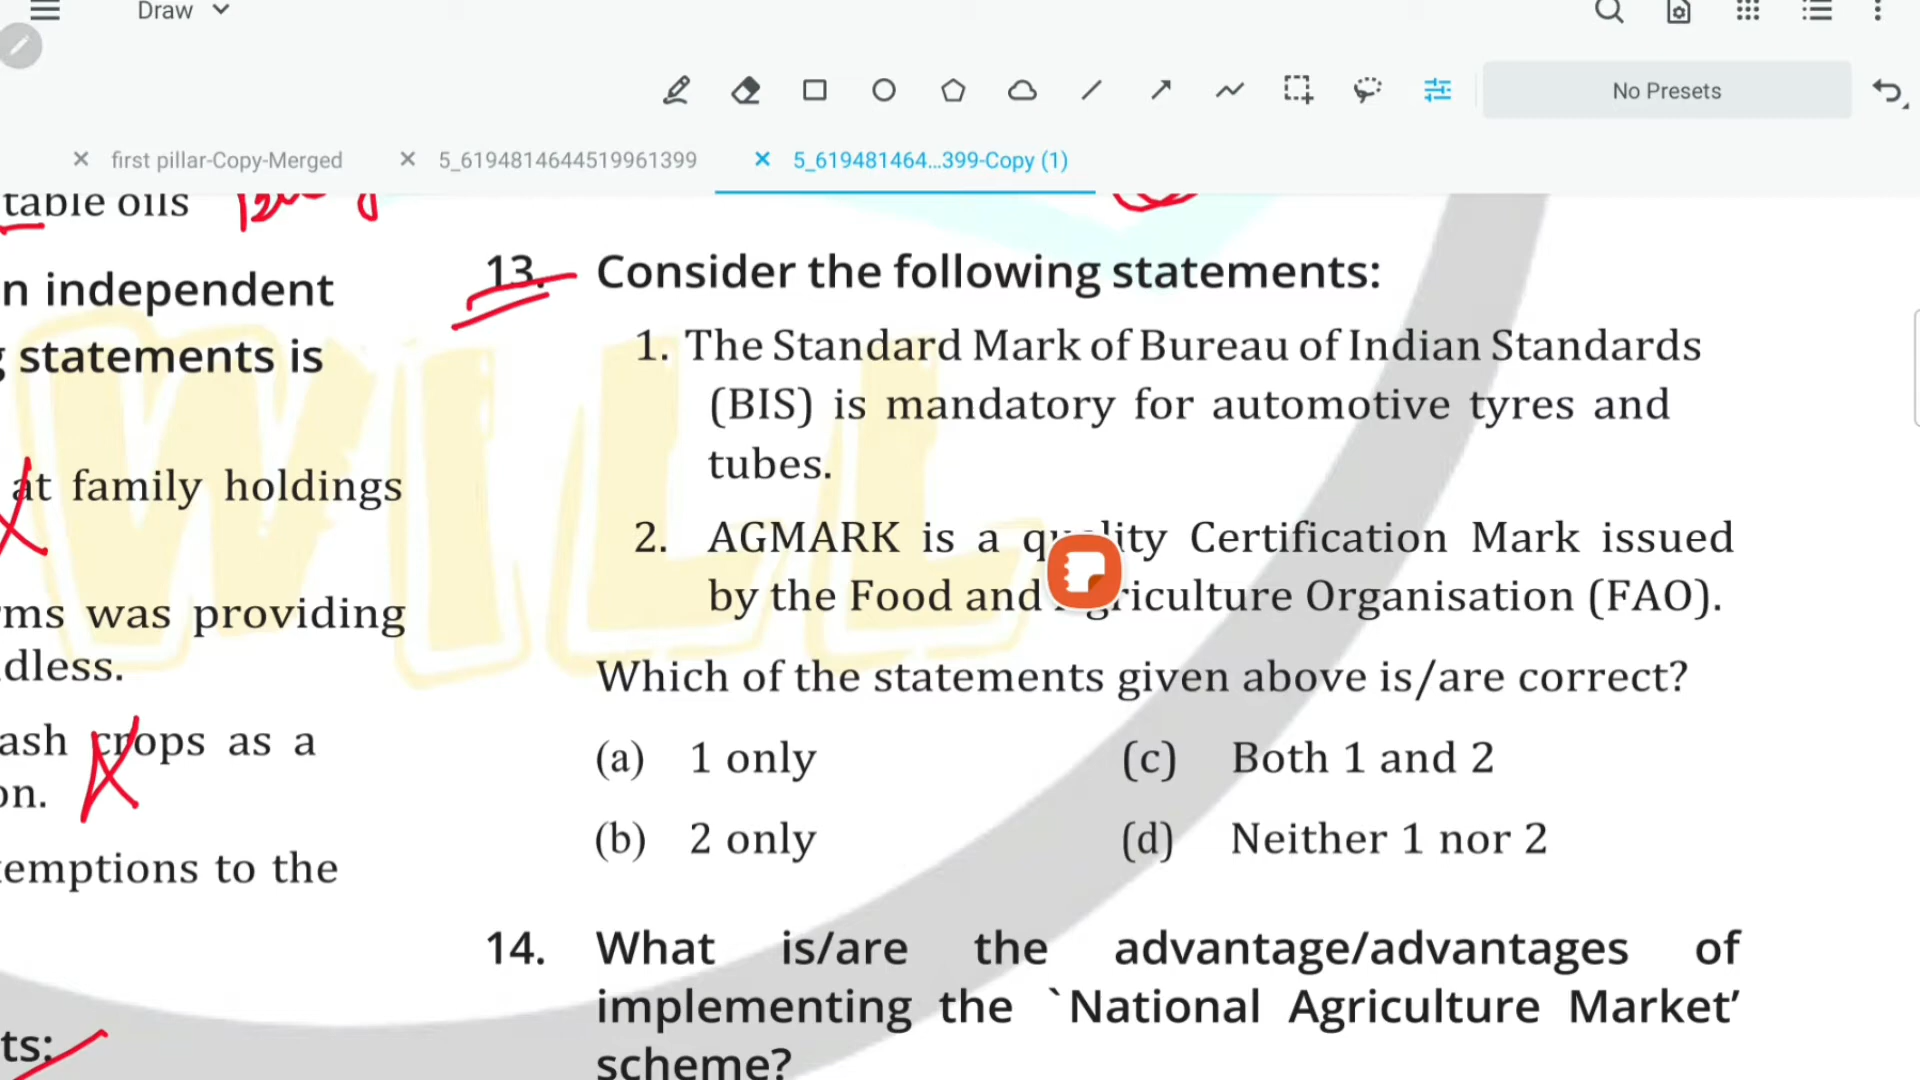 Draw
No Presets
first pillar-Copy-Merged
5_6194814644519961399
5_619481464...399-Copy (1)
table oils
n independent
statements is
at family holdings
ms was providing
dless.
ash crops as a
on.
emptions to the
ts:
13. Consider the following statements:
1. The Standard Mark of Bureau of Indian Standards
(BIS) is mandatory for automotive tyres and
tubes.
2. AGMARK is a quality Certification Mark issued
by the Food and Agriculture Organisation (FAO).
Which of the statements given above is/are correct?
(a) 1 only (c) Both 1 and 2
(b) 2 only (d) Neither 1 nor 2
14. What is/are the advantage/advantages of
implementing the `National Agriculture Market’
scheme?
WILL